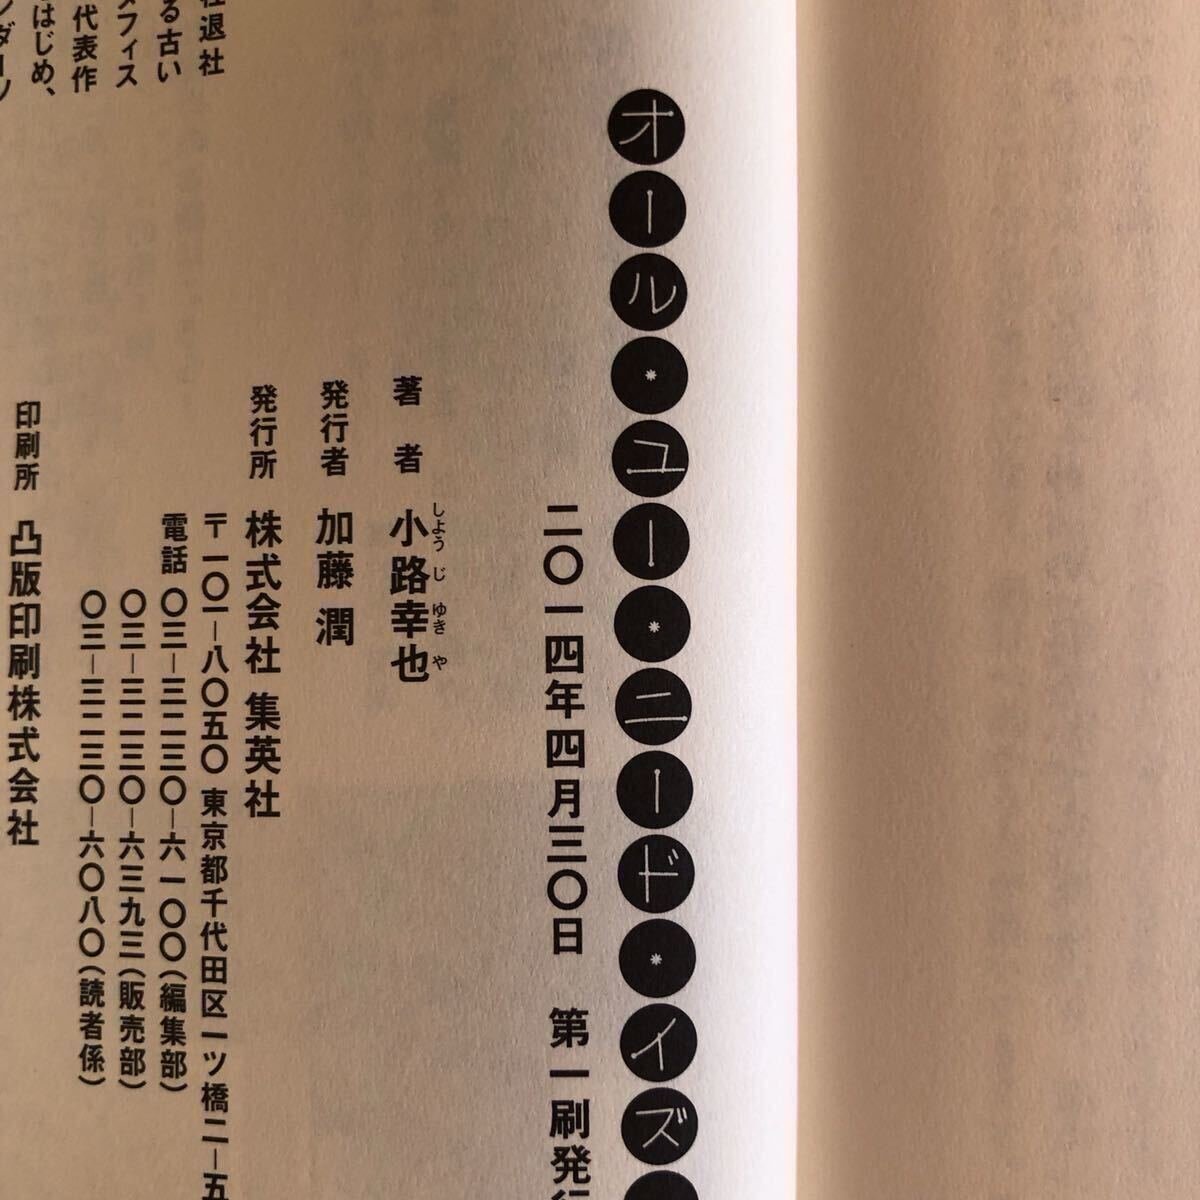 オール・ユー・ニード・イズ
二〇一四年四月三〇日　第一刷発行
しょうじゆきや
著　者　小路幸也
発行者　加藤　潤
発行所　株式会社 集英社
〒一〇一－八〇五〇 東京都千代田区一ツ橋二－五
電話 〇三－三二三〇－六一〇〇（編集部）
〇三－三二三〇－六三九三（販売部）
〇三－三二三〇－六〇八〇（読者係）
印刷所　凸版印刷株式会社
社退社
る古い
フィス
代表作
はじめ、